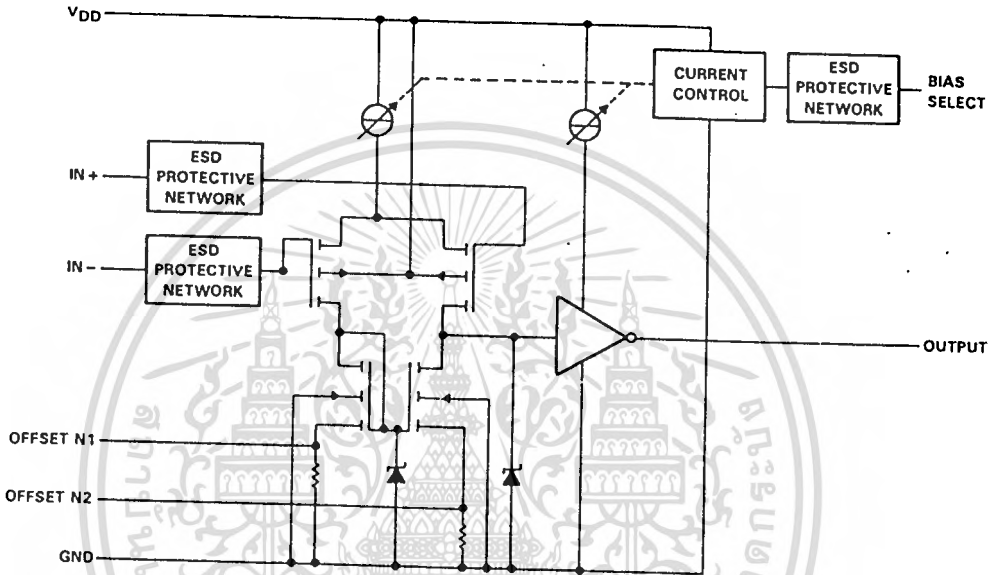 VDD
CURRENT
CONTROL
ESD
PROTECTIVE
NETWORK
BIAS
SELECT
IN +
ESD
PROTECTIVE
NETWORK
IN -
ESD
PROTECTIVE
NETWORK
OUTPUT
OFFSET N1
OFFSET N2
GND